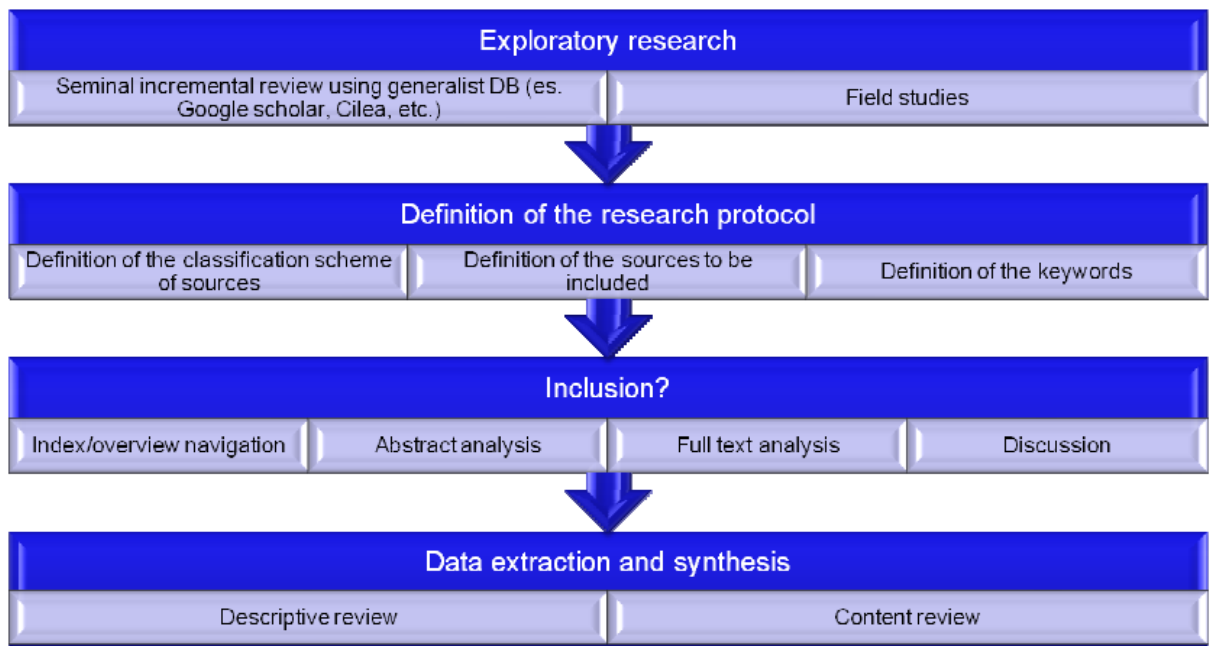 Exploratory research
Seminal incremental review using generalist DB (es.
Google scholar, Cilea, etc.)
Field studies
Definition of the research protocol
Definition of the classification scheme
of sources
Definition of the sources to be
included
Definition of the keywords
Inclusion?
Index/overview navigation
Abstract analysis
Full text analysis
Discussion
Data extraction and synthesis
Descriptive review
Content review